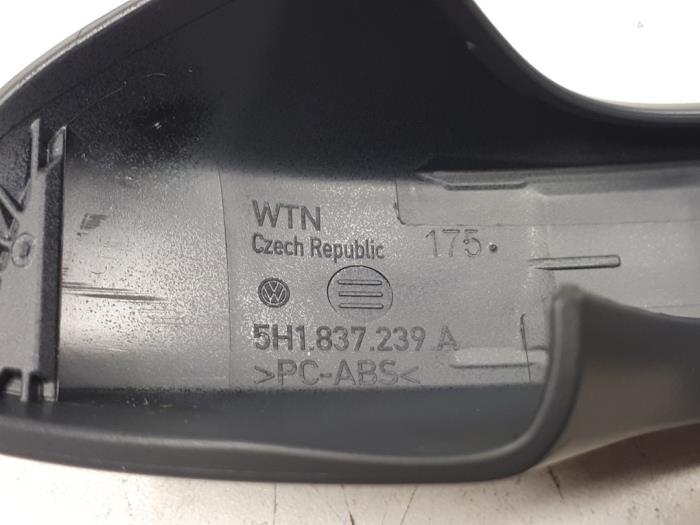 WTN
Czech Republic
175
5H1.837.239 A
>PC-ABS<